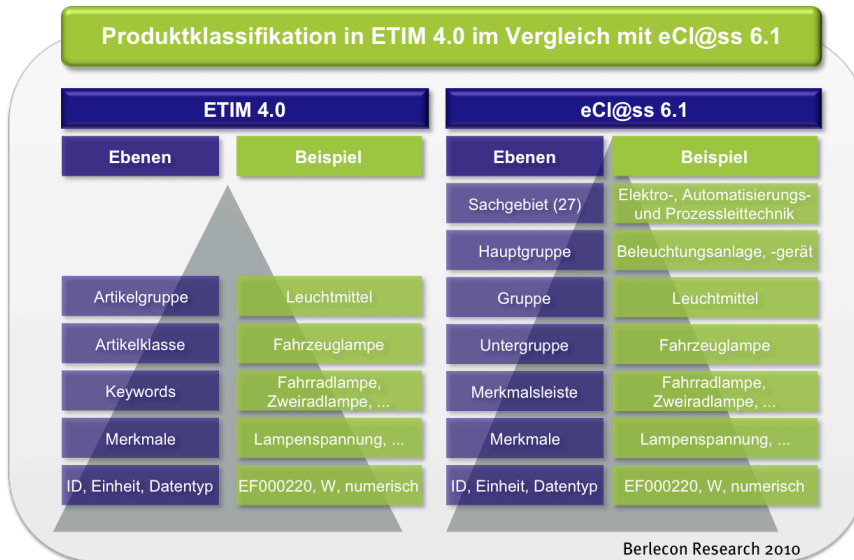 Produktklassifikation in ETIM 4.0 im Vergleich mit eCl@ss 6.1
ETIM 4.0
Ebenen
Beispiel
Artikelgruppe
Leuchtmittel
Artikelklasse
Fahrzeuglampe
Keywords
Fahrradlampe,
Zweiradlampe, ...
Merkmale
Lampenspannung, ...
ID, Einheit, Datentyp
EF000220, W, numerisch
eCl@ss 6.1
Ebenen
Beispiel
Sachgebiet (27)
Elektro-, Automatisierungs-
und Prozessleittechnik
Hauptgruppe
Beleuchtungsanlage, -gerät
Gruppe
Leuchtmittel
Untergruppe
Fahrzeuglampe
Merkmalsleiste
Fahrradlampe,
Zweiradlampe, ...
Merkmale
Lampenspannung, ...
ID, Einheit, Datentyp
EF000220, W, numerisch
Berlecon Research 2010